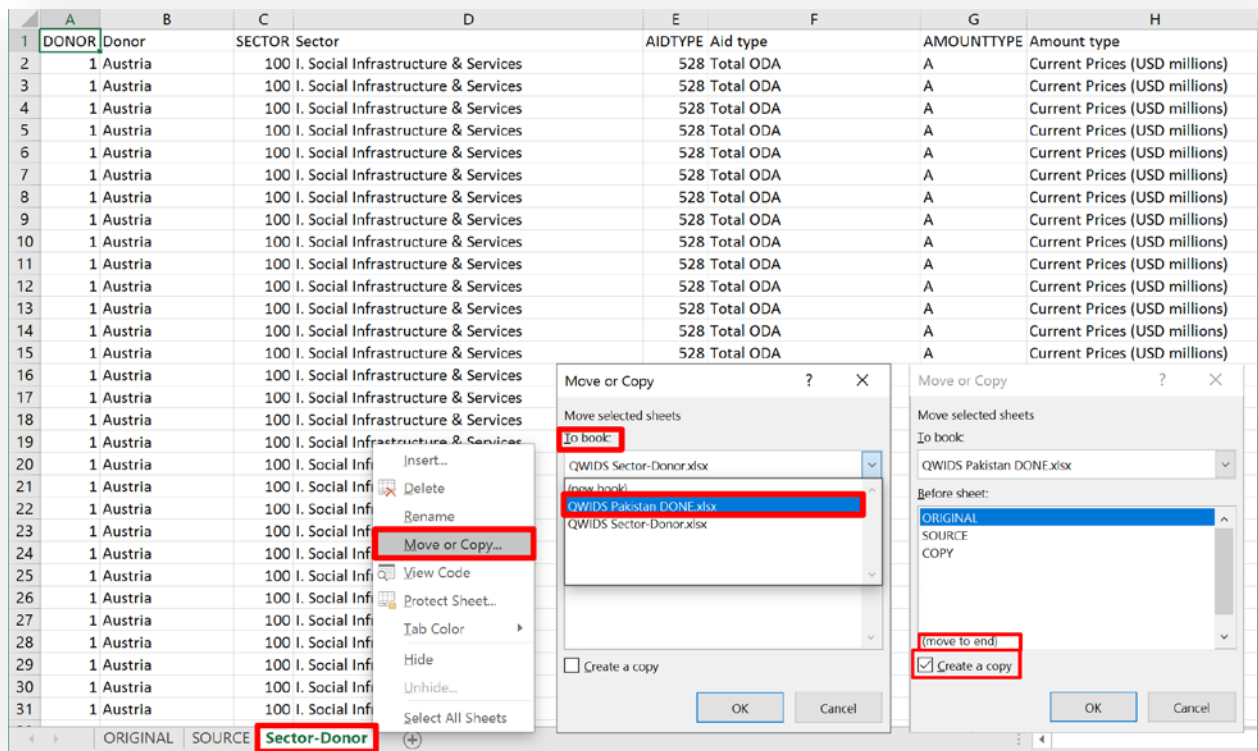 A B C D E F G H
1 DONOR Donor SECTOR Sector AIDTYPE Aid type AMOUNTTYPE Amount type
2 1 Austria 100 I. Social Infrastructure & Services 528 Total ODA A Current Prices (USD millions)
3 1 Austria 100 I. Social Infrastructure & Services 528 Total ODA A Current Prices (USD millions)
4 1 Austria 100 I. Social Infrastructure & Services 528 Total ODA A Current Prices (USD millions)
5 1 Austria 100 I. Social Infrastructure & Services 528 Total ODA A Current Prices (USD millions)
6 1 Austria 100 I. Social Infrastructure & Services 528 Total ODA A Current Prices (USD millions)
7 1 Austria 100 I. Social Infrastructure & Services 528 Total ODA A Current Prices (USD millions)
8 1 Austria 100 I. Social Infrastructure & Services 528 Total ODA A Current Prices (USD millions)
9 1 Austria 100 I. Social Infrastructure & Services 528 Total ODA A Current Prices (USD millions)
10 1 Austria 100 I. Social Infrastructure & Services 528 Total ODA A Current Prices (USD millions)
11 1 Austria 100 I. Social Infrastructure & Services 528 Total ODA A Current Prices (USD millions)
12 1 Austria 100 I. Social Infrastructure & Services 528 Total ODA A Current Prices (USD millions)
13 1 Austria 100 I. Social Infrastructure & Services 528 Total ODA A Current Prices (USD millions)
14 1 Austria 100 I. Social Infrastructure & Services 528 Total ODA A Current Prices (USD millions)
15 1 Austria 100 I. Social Infrastructure & Services 528 Total ODA A Current Prices (USD millions)
16 1 Austria 100 I. Social Infrastructure & Services
17 1 Austria 100 I. Social Infrastructure & Services
18 1 Austria 100 I. Social Infrastructure & Services
19 1 Austria 100 I. Social Infrastructure & Services
20 1 Austria 100 I. Social Inf
21 1 Austria 100 I. Social Inf
22 1 Austria 100 I. Social Inf
23 1 Austria 100 I. Social Inf
24 1 Austria 100 I. Social Inf
25 1 Austria 100 I. Social Inf
26 1 Austria 100 I. Social Inf
27 1 Austria 100 I. Social Inf
28 1 Austria 100 I. Social Inf
29 1 Austria 100 I. Social Inf
30 1 Austria 100 I. Social Inf
31 1 Austria 100 I. Social Inf
Insert...
Delete
Rename
Move or Copy...
View Code
Protect Sheet...
Tab Color
Hide
Unhide...
Select All Sheets
Move or Copy ?
Move selected sheets
To book:
QWIDS Sector-Donor.xlsx
(new book)
QWIDS Pakistan DONE.xlsx
QWIDS Sector-Donor.xlsx
Create a copy
OK Cancel
Move or Copy ?
Move selected sheets
To book:
QWIDS Pakistan DONE.xlsx
Before sheet:
ORIGINAL
SOURCE
COPY
(move to end)
Create a copy
OK Cancel
ORIGINAL SOURCE Sector-Donor